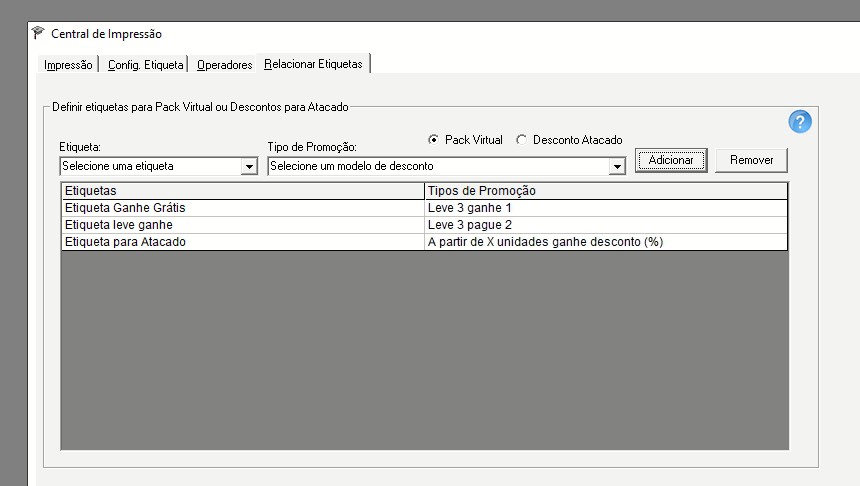 Central de Impressão
Impressão Config. Etiqueta Operadores Relacionar Etiquetas
Definir etiquetas para Pack Virtual ou Descontos para Atacado
?
Pack Virtual Desconto Atacado
Etiqueta: Tipo de Promoção:
Selecione uma etiqueta Selecione um modelo de desconto Adicionar Remover
Etiquetas Tipos de Promoção
Etiqueta Ganhe Grátis Leve 3 ganhe 1
Etiqueta leve ganhe Leve 3 pague 2
Etiqueta para Atacado A partir de X unidades ganhe desconto (%)